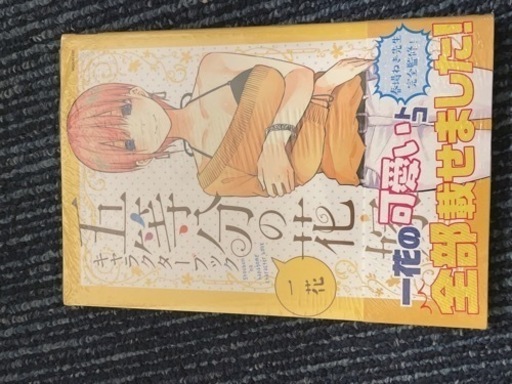 五等分の花嫁
キャラクターブック
一花
春場ねぎ先生
完全監修!
一花の可愛いっ
全部載せました!